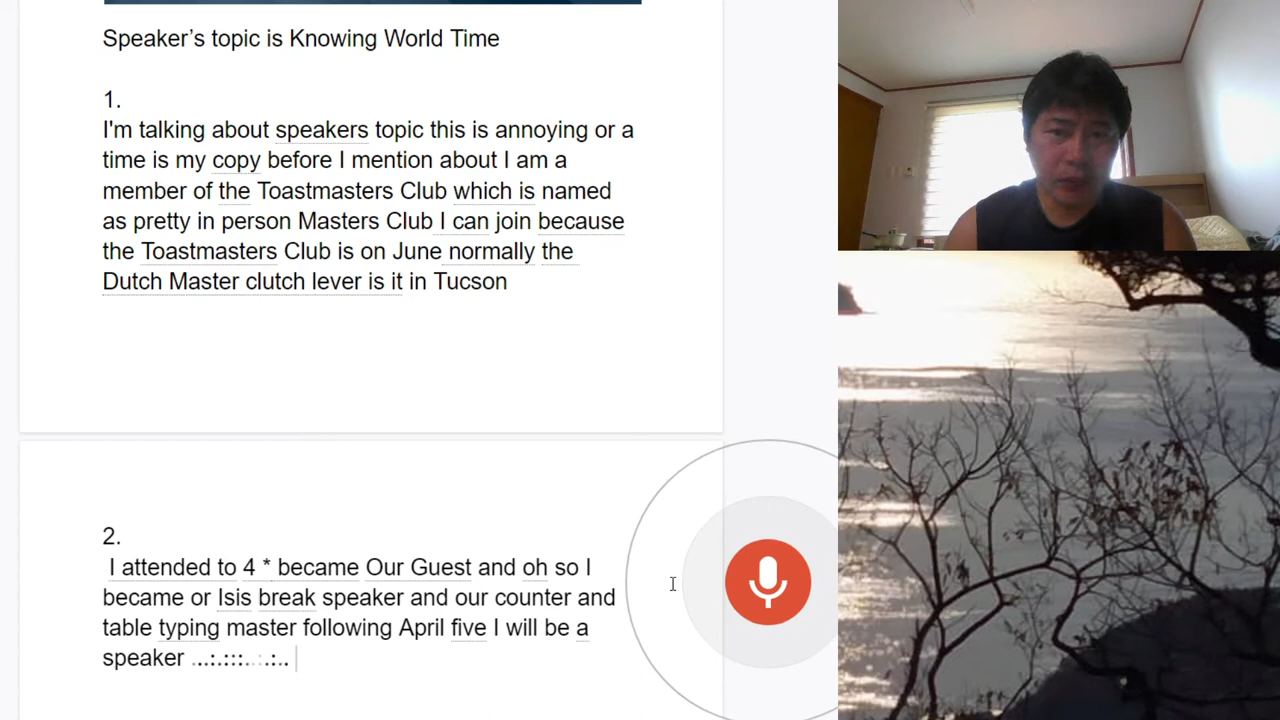 Speaker’s topic is Knowing World Time
1.
I'm talking about speakers topic this is annoying or a
time is my copy before I mention about I am a
member of the Toastmasters Club which is named
as pretty in person Masters Club I can join because
the Toastmasters Club is on June normally the
Dutch Master clutch lever is it in Tucson
2.
I attended to 4 * became Our Guest and oh so I
became or Isis break speaker and our counter and
table typing master following April five I will be a
speaker